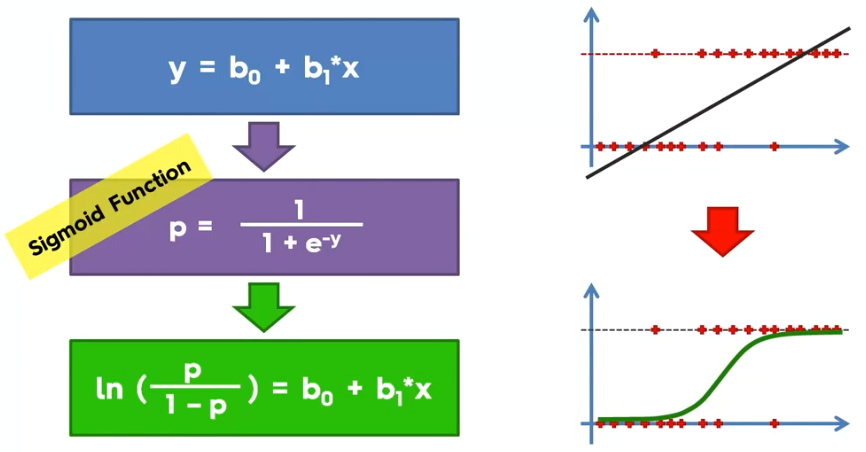 y = b₀ + b₁*x
Sigmoid Function
p = 1 / (1 + e⁻ʸ)
ln ( p / (1 – p) ) = b₀ + b₁*x